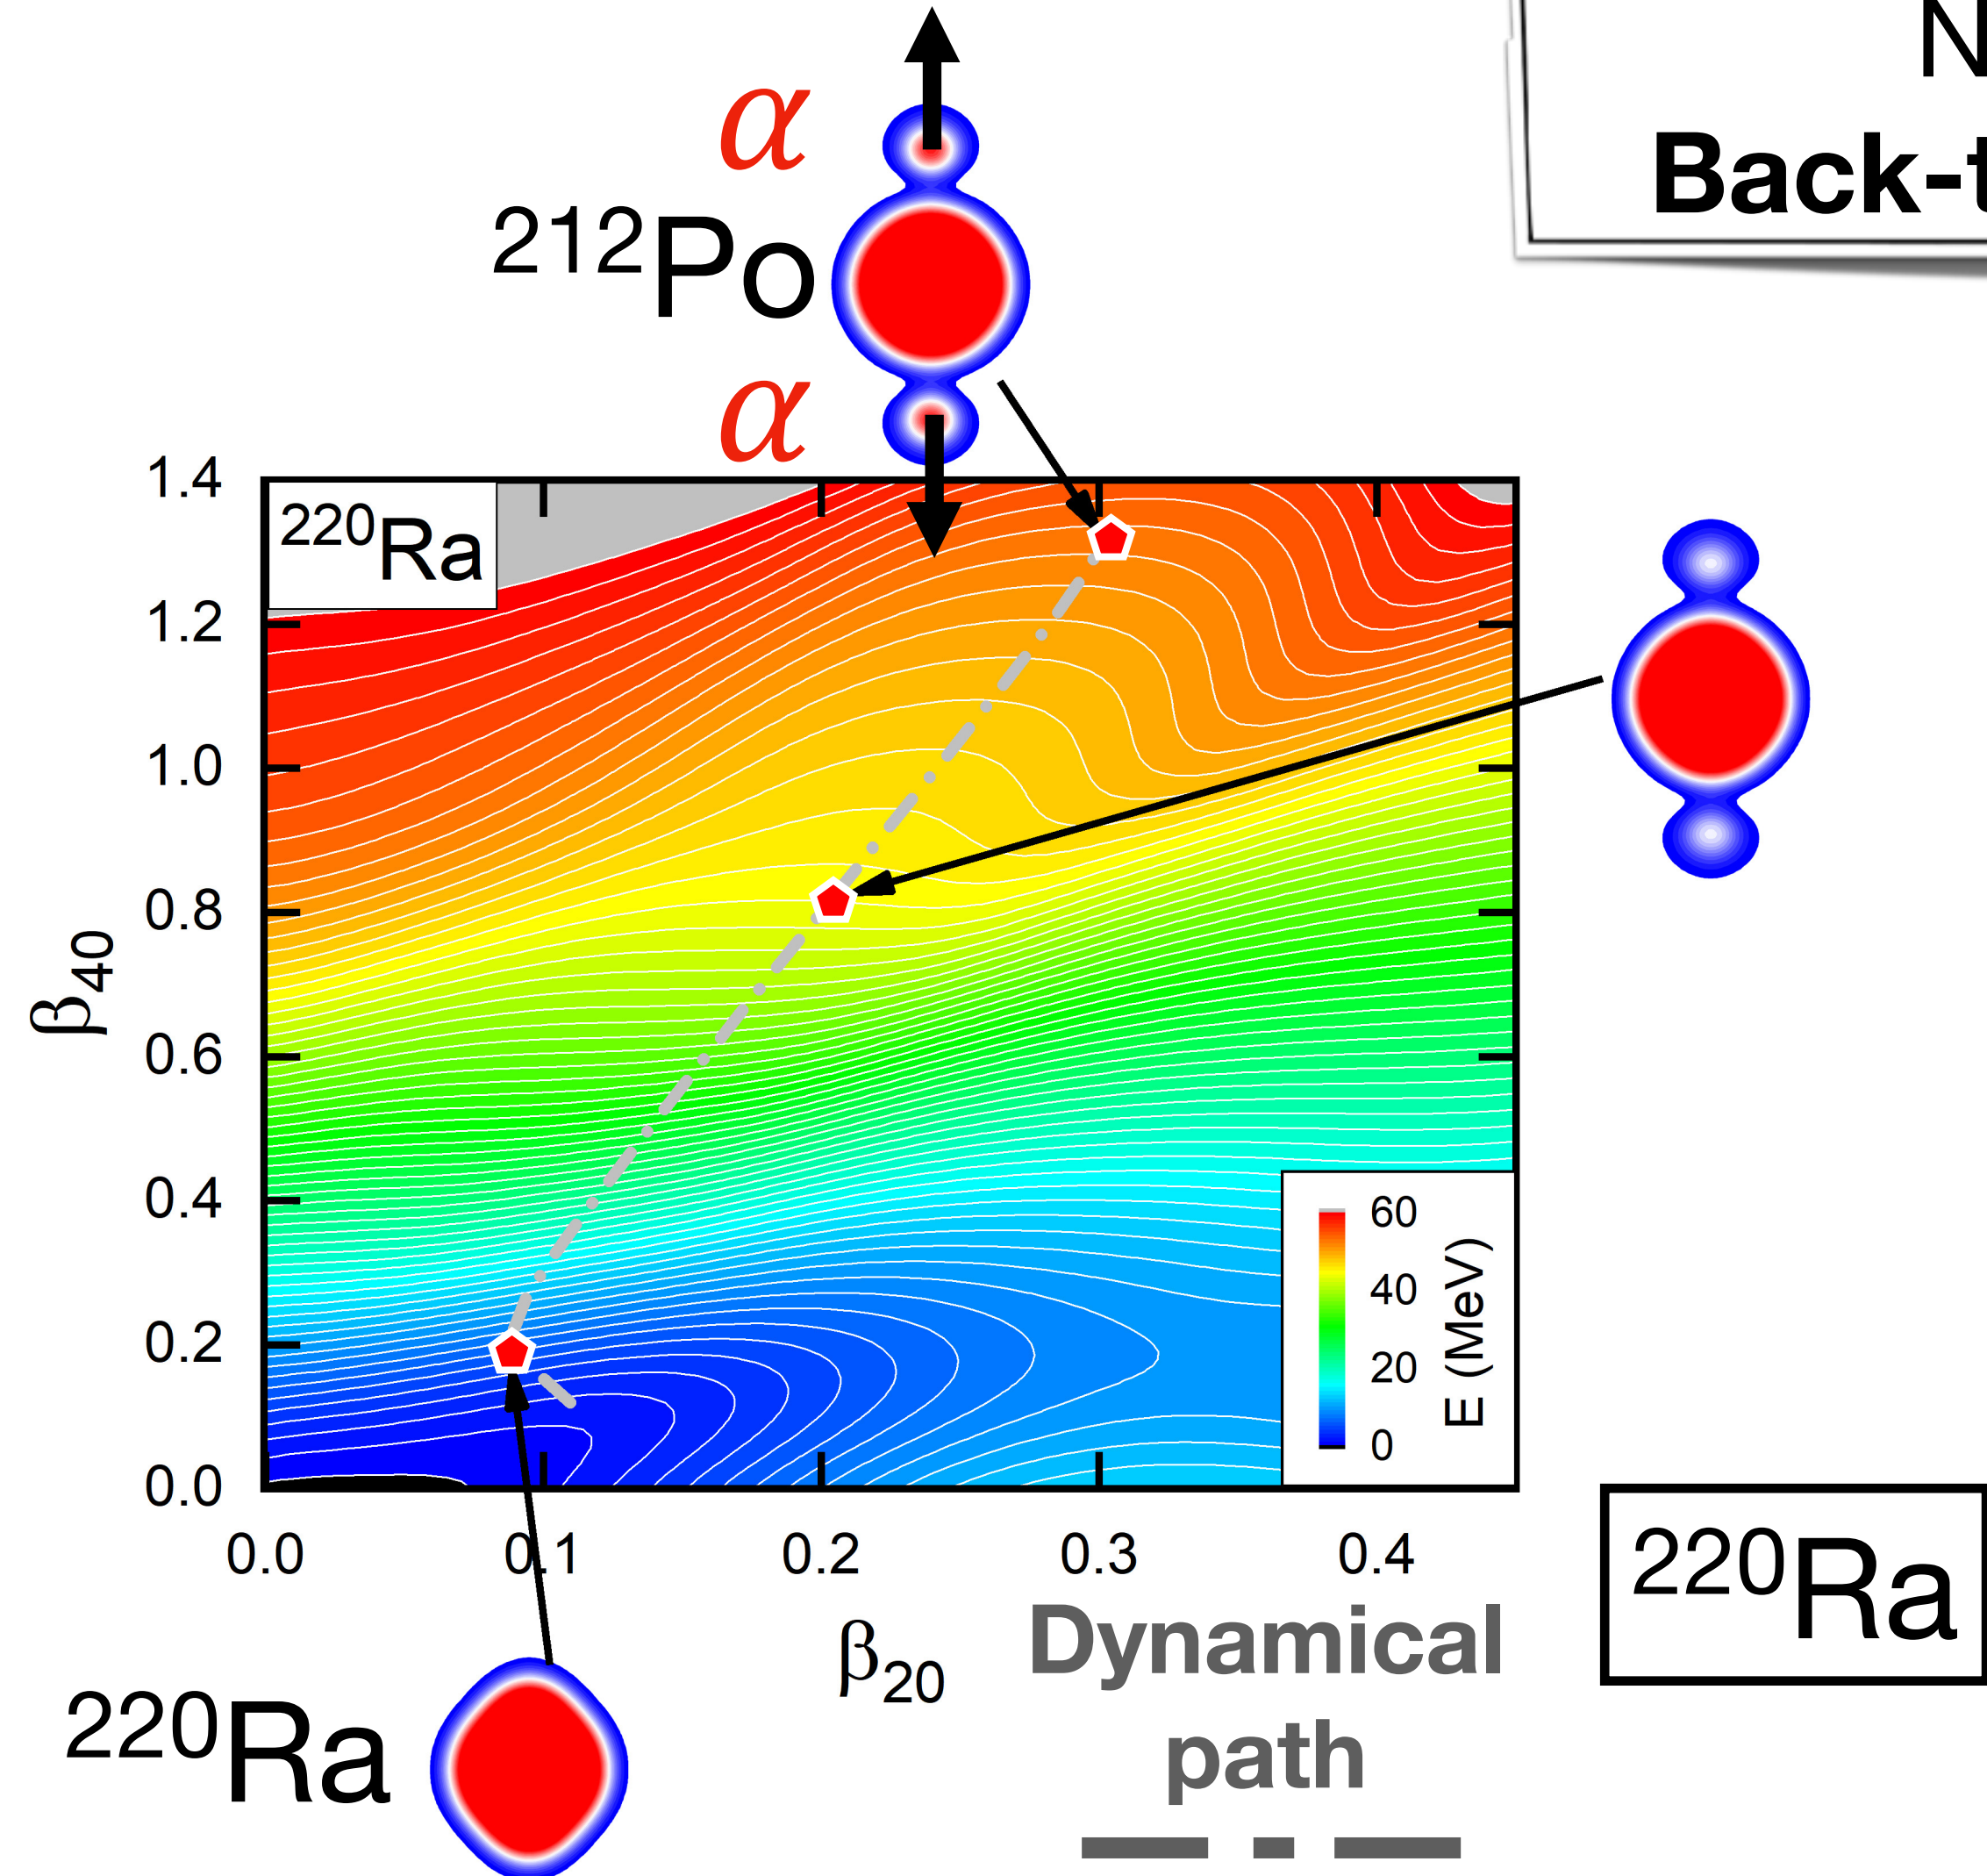 N
Back-t
α
²¹²Po
α
²²⁰Ra
1.4
1.2
1.0
0.8
0.6
0.4
0.2
0.0
β₄₀
60
40
20
0
E (MeV)
0.0 0.1 0.2 0.3 0.4
β₂₀
Dynamical
path
²²⁰Ra
²²⁰Ra